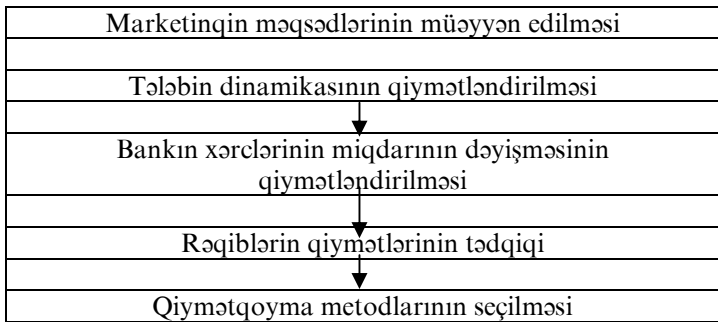 Marketinqin məqsədlərinin müəyyən edilməsi
Tələbin dinamikasının qiymətləndirilməsi
Bankın xərclərinin miqdarının dəyişməsinin
qiymətləndirilməsi
Rəqiblərin qiymətlərinin tədqiqi
Qiymətqoyma metodlarının seçilməsi